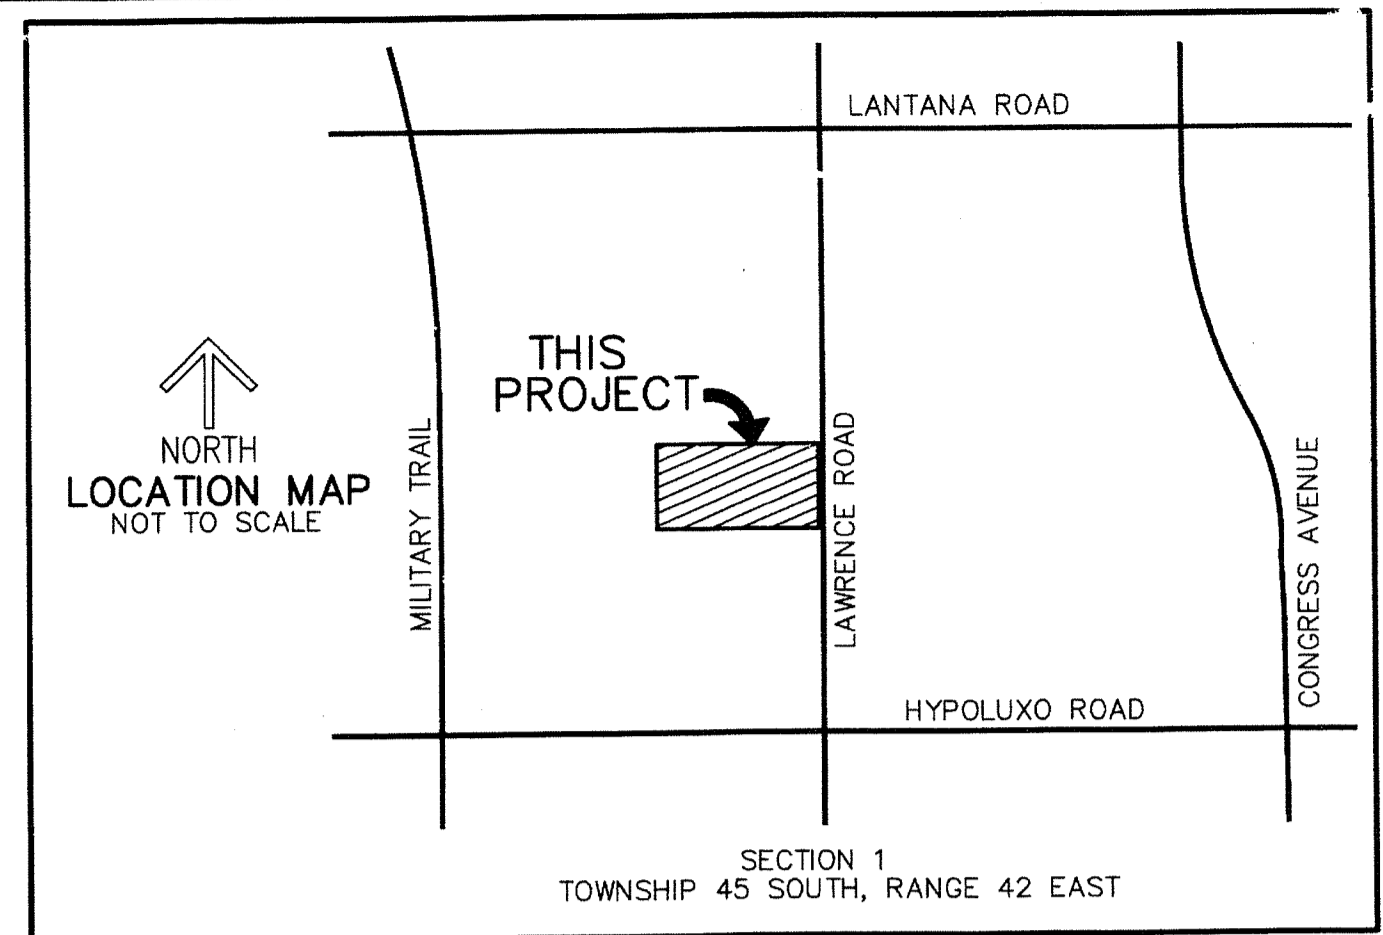 LANTANA ROAD
THIS
PROJECT
NORTH
LOCATION MAP
NOT TO SCALE
MILITARY TRAIL
LAWRENCE ROAD
CONGRESS AVENUE
HYPOLUXO ROAD
SECTION 1
TOWNSHIP 45 SOUTH, RANGE 42 EAST